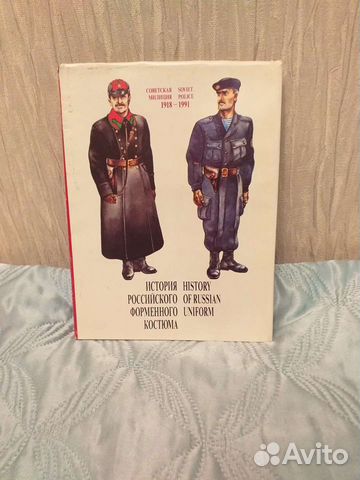 СОВЕТСКАЯ SOVIET
МИЛИЦИЯ POLICE
1918 – 1991
ИСТОРИЯ HISTORY
РОССИЙСКОГО OF RUSSIAN
ФОРМЕННОГО UNIFORM
КОСТЮМА
Avito